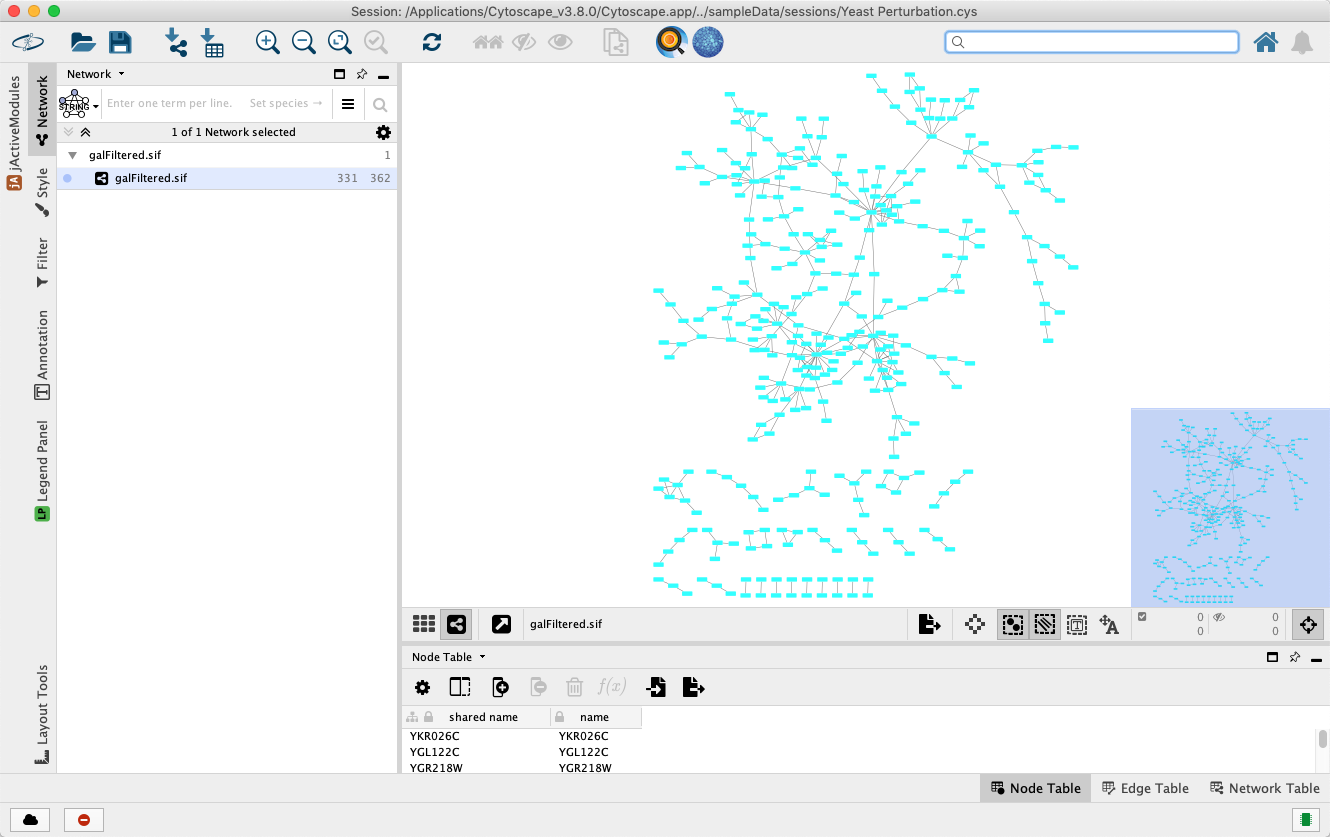 Session: /Applications/Cytoscape_v3.8.0/Cytoscape.app/../sampleData/sessions/Yeast Perturbation.cys
jActiveModules
jA
Network
Style
Filter
Annotation
Legend Panel
LP
Layout Tools
Network
STRING
Enter one term per line. Set species →
1 of 1 Network selected
galFiltered.sif 1
galFiltered.sif 331 362
galFiltered.sif
T
A
0 0
0 0
Node Table
f(x)
shared name name
YKR026C YKR026C
YGL122C YGL122C
YGR218W YGR218W
Node Table Edge Table Network Table